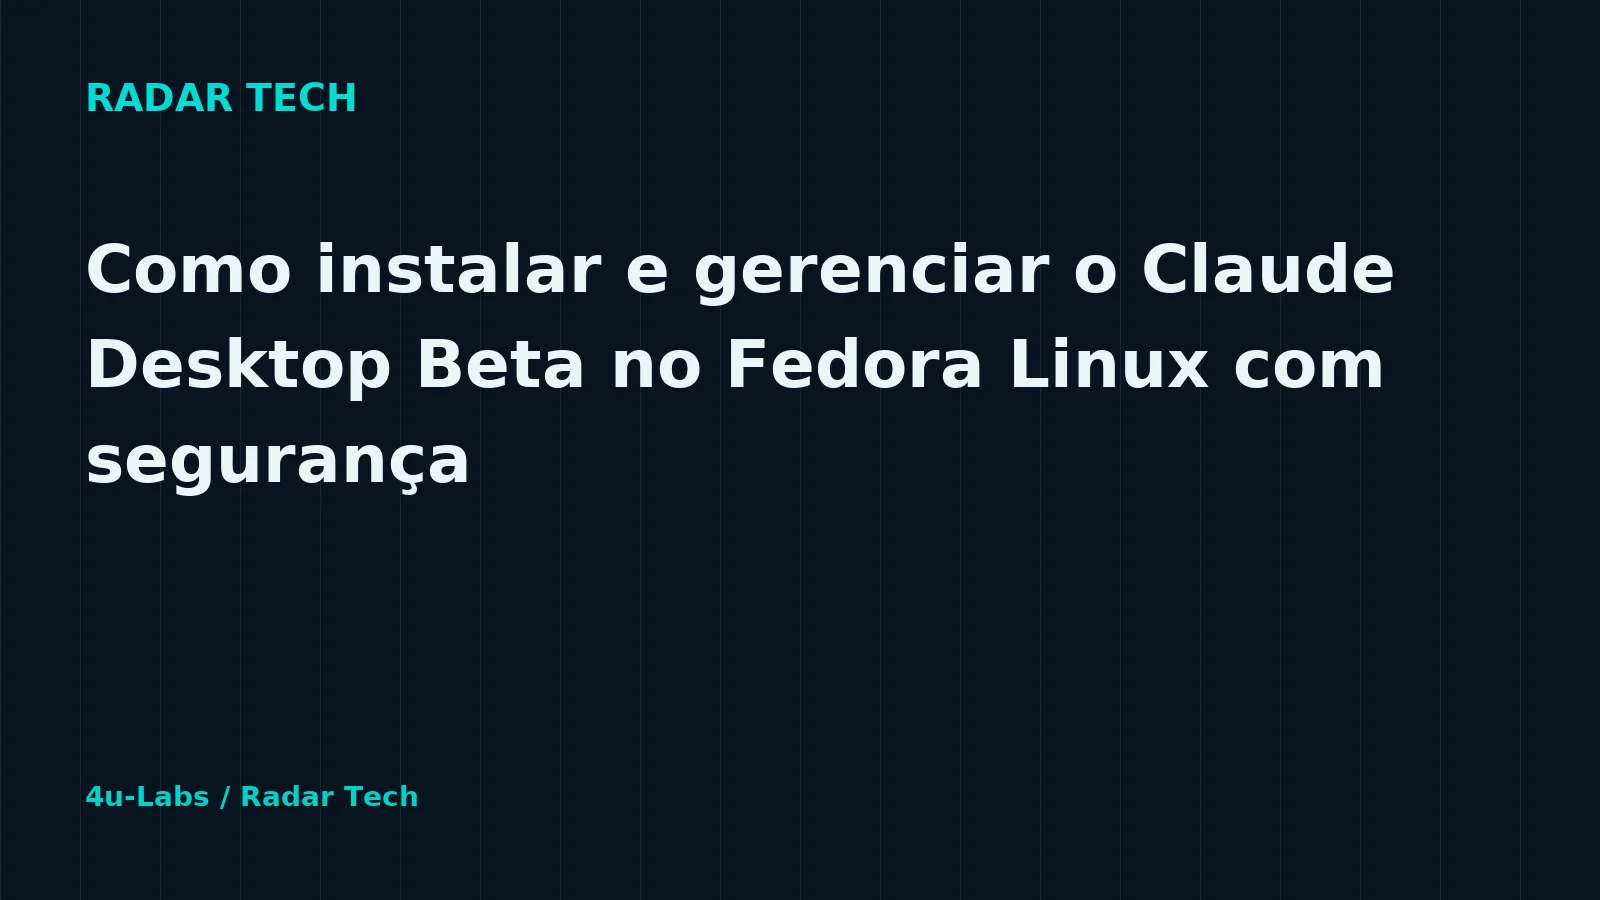 RADAR TECH
Como instalar e gerenciar o Claude
Desktop Beta no Fedora Linux com
segurança
4u-Labs / Radar Tech